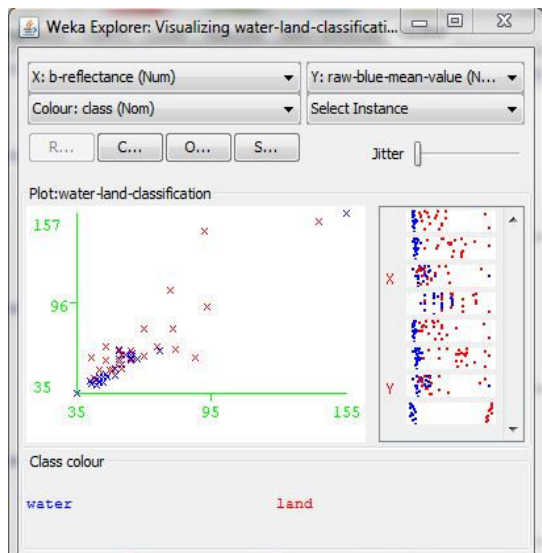 Weka Explorer: Visualizing water-land-classificati...
X: b-reflectance (Num) Y: raw-blue-mean-value (N...
Colour: class (Nom) Select Instance
R... C... O... S... Jitter
Plot:water-land-classification
157
X
96
35
Y
35 95 155
Class colour
water land